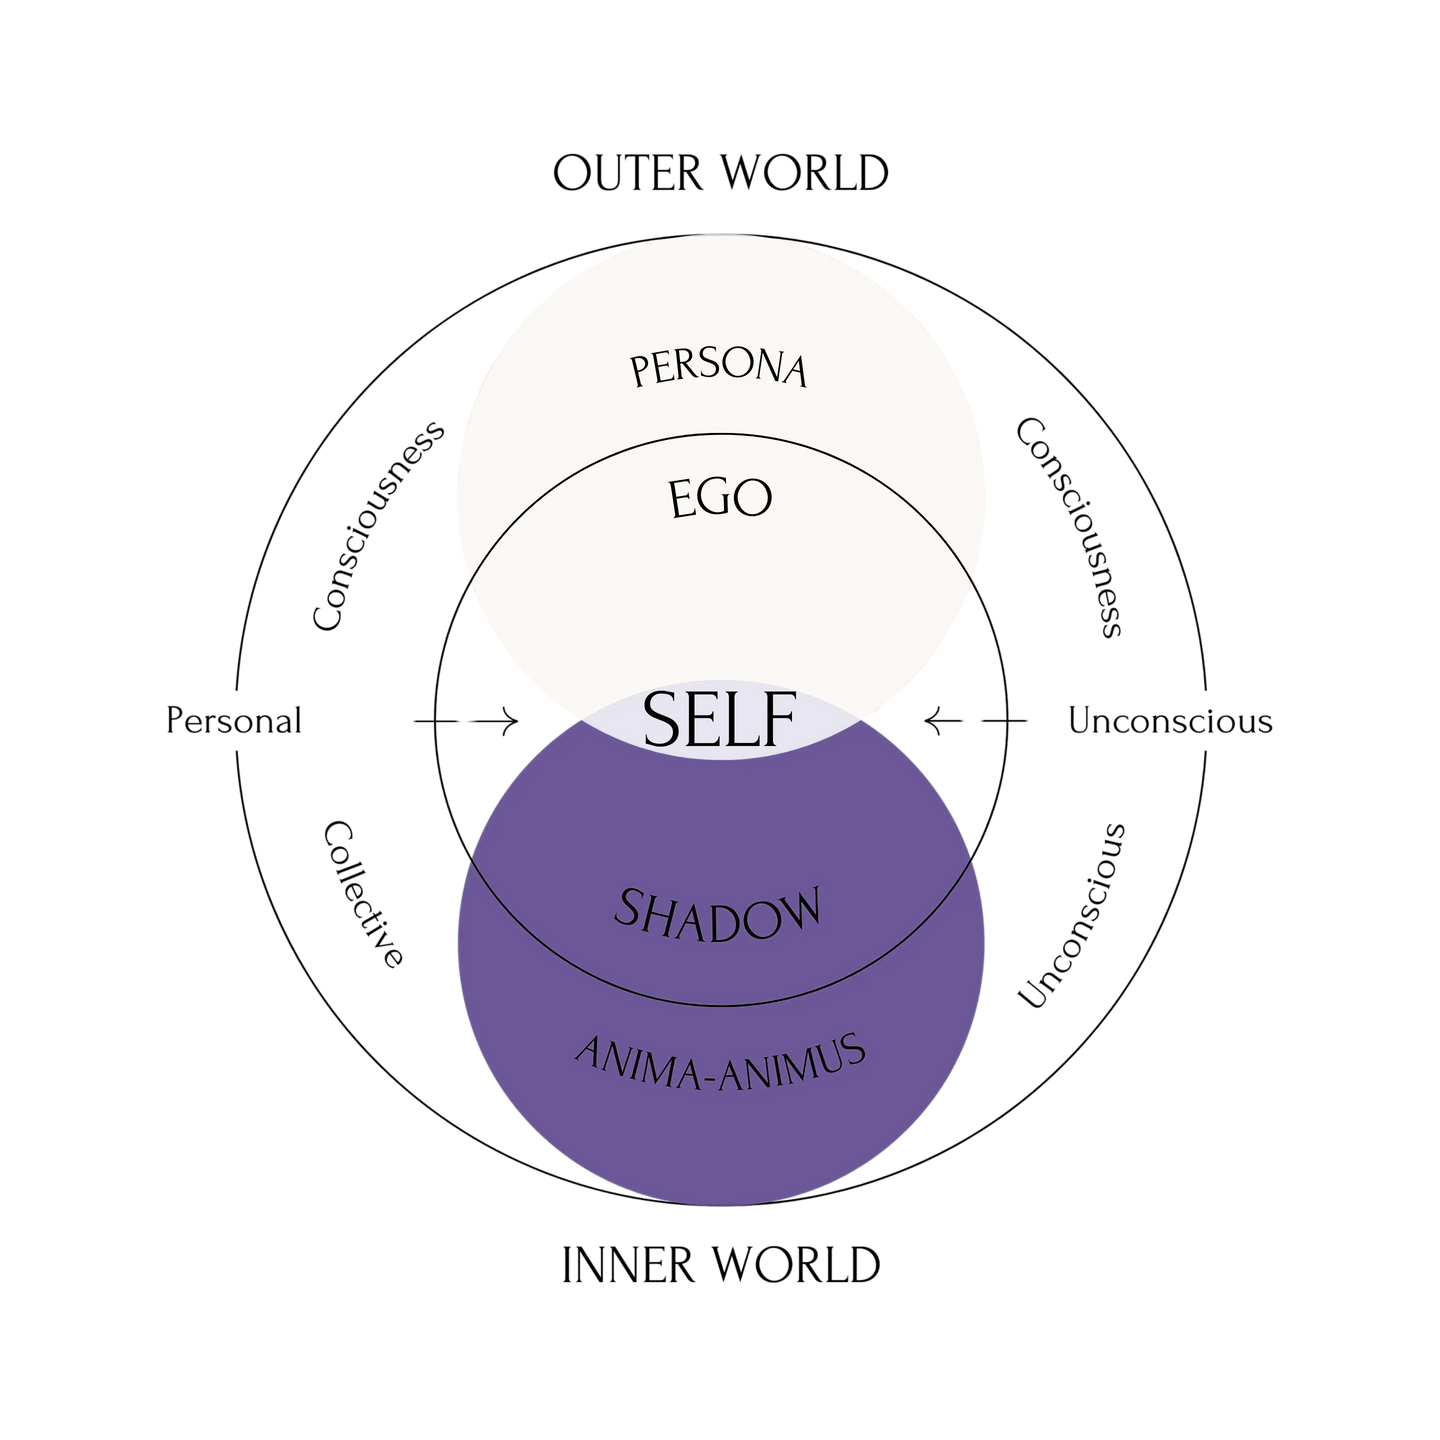 OUTER WORLD
PERSONA
Consciousness
Consciousness
EGO
SELF
Personal
Unconscious
Collective
Unconscious
SHADOW
ANIMA-ANIMUS
INNER WORLD